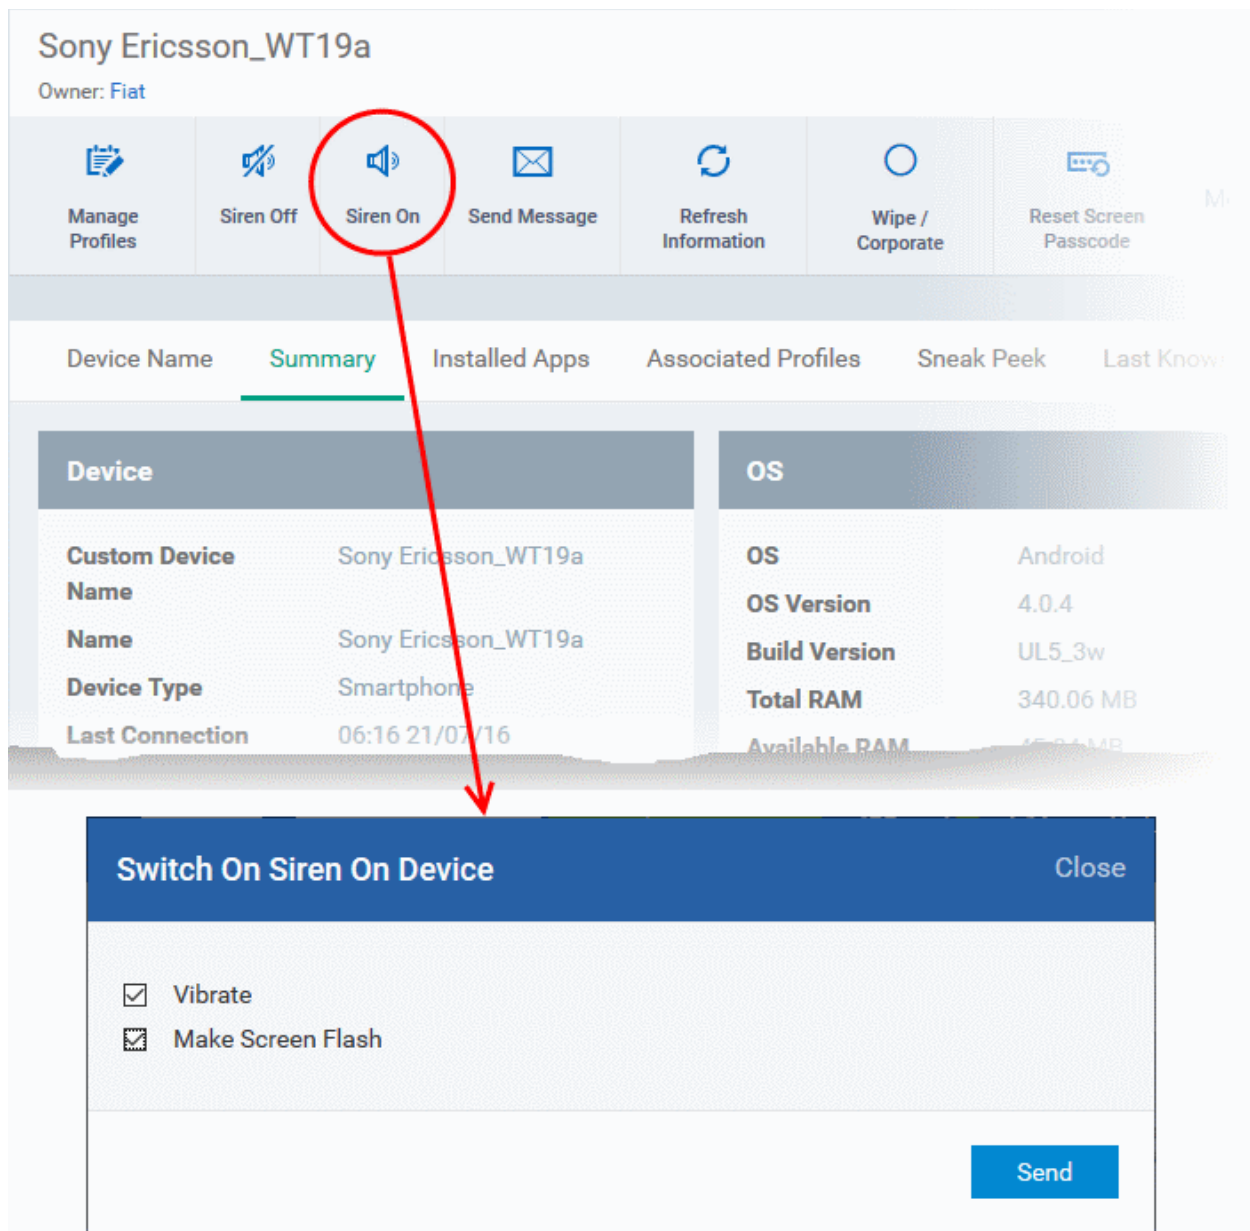 Sony Ericsson_WT19a
Owner: Fiat
Manage Profiles
Siren Off
Siren On
Send Message
Refresh Information
Wipe / Corporate
Reset Screen Passcode
Device Name
Summary
Installed Apps
Associated Profiles
Sneak Peek
Last Know
Device
Custom Device Name
Sony Ericsson_WT19a
Name
Sony Ericsson_WT19a
Device Type
Smartphone
Last Connection
06:16 21/07/16
OS
OS
Android
OS Version
4.0.4
Build Version
UL5_3w
Total RAM
340.06 MB
Available RAM
MB
Switch On Siren On Device
Close
Vibrate
Make Screen Flash
Send